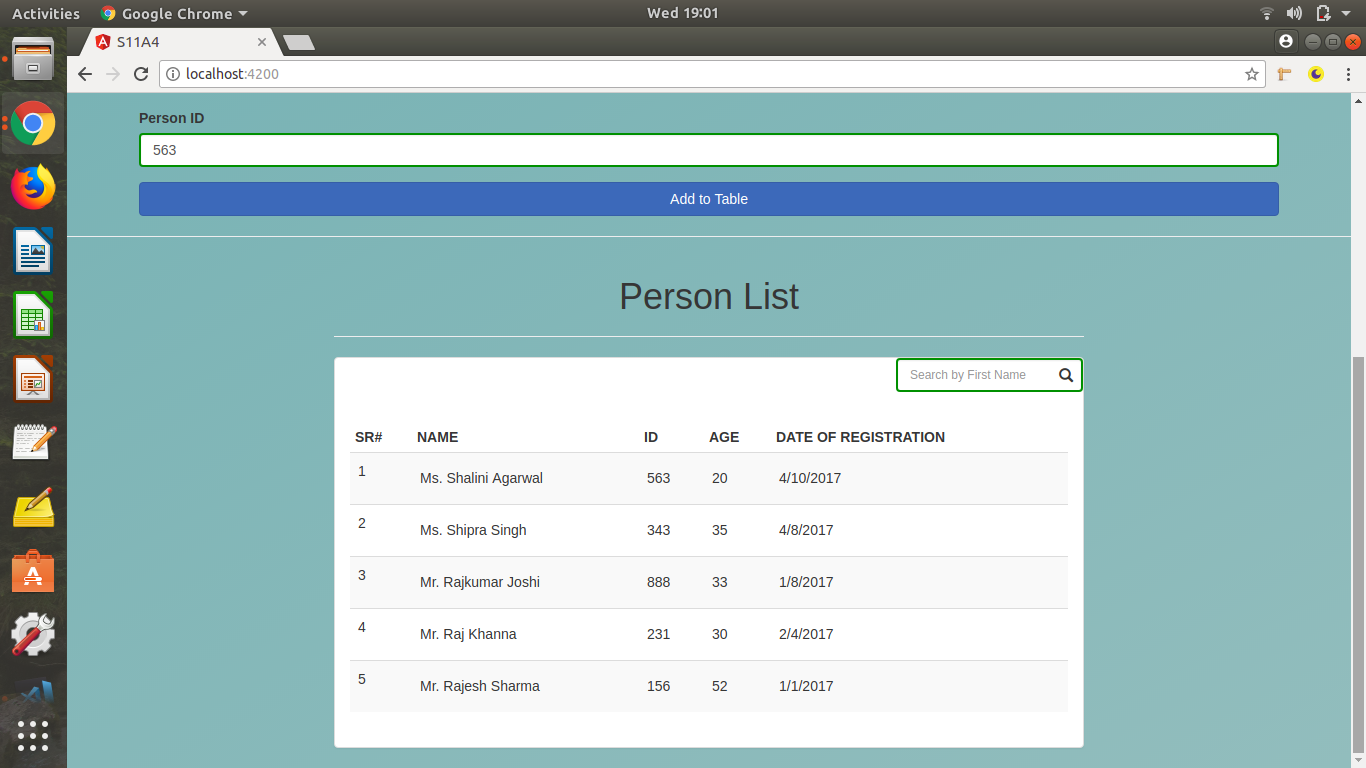 Activities Google Chrome Wed 19:01
S11A4
localhost:4200
Person ID
563
Add to Table
Person List
Search by First Name
SR# NAME ID AGE DATE OF REGISTRATION
1 Ms. Shalini Agarwal 563 20 4/10/2017
2 Ms. Shipra Singh 343 35 4/8/2017
3 Mr. Rajkumar Joshi 888 33 1/8/2017
4 Mr. Raj Khanna 231 30 2/4/2017
5 Mr. Rajesh Sharma 156 52 1/1/2017